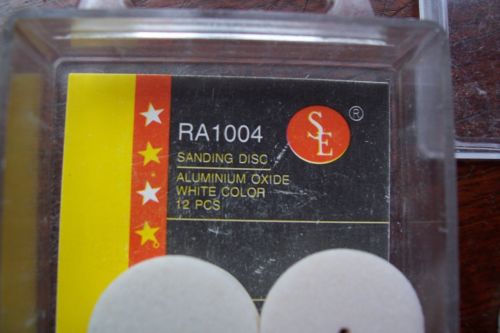 RA1004
SE ®
SANDING DISC
ALUMINIUM OXIDE
WHITE COLOR
12 PCS